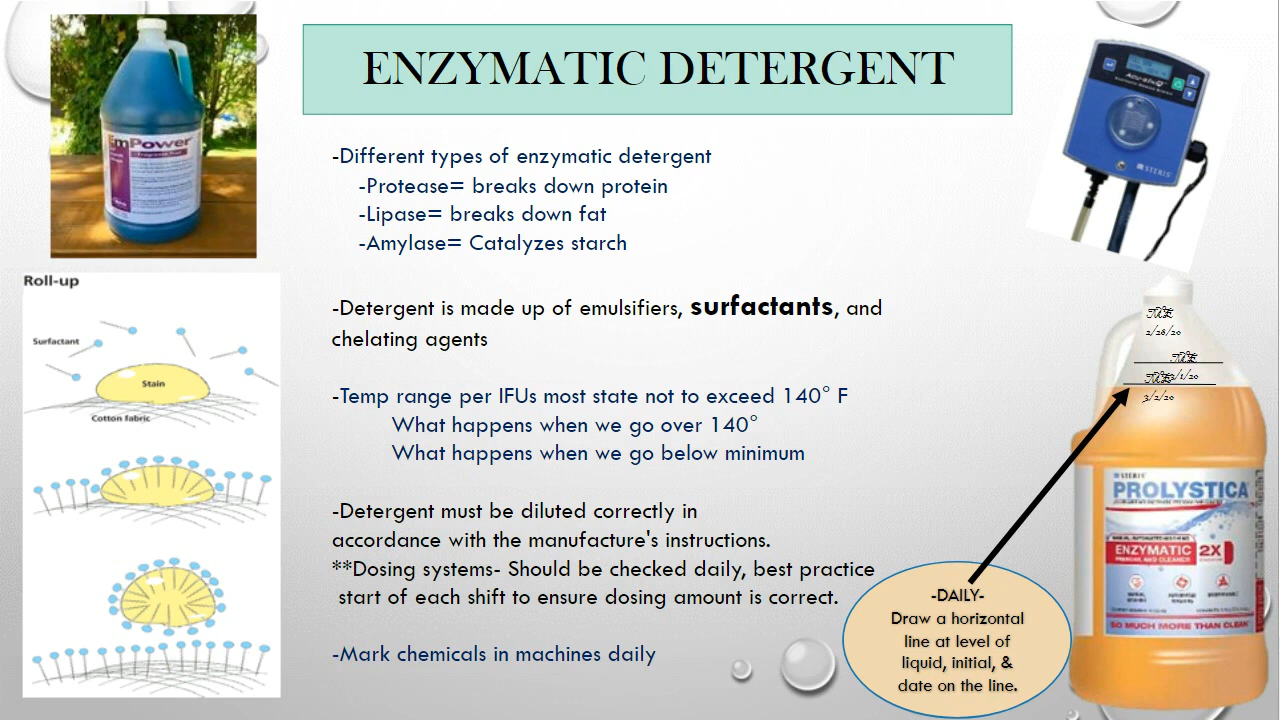 ENZYMATIC DETERGENT
-Different types of enzymatic detergent
-Protease= breaks down protein
-Lipase= breaks down fat
-Amylase= Catalyzes starch
-Detergent is made up of emulsifiers, surfactants, and
chelating agents
-Temp range per IFUs most state not to exceed 140° F
What happens when we go over 140°
What happens when we go below minimum
-Detergent must be diluted correctly in
accordance with the manufacture's instructions.
**Dosing systems- Should be checked daily, best practice
start of each shift to ensure dosing amount is correct.
-Mark chemicals in machines daily
EmPower
Roll-up
Surfactant
Stain
Cotton fabric
STERIS
2/28/20
3/2/20
STERIS
PROLYSTICA
ENZYMATIC 2X
SO MUCH MORE THAN CLEAN
-DAILY-
Draw a horizontal
line at level of
liquid, initial, &
date on the line.